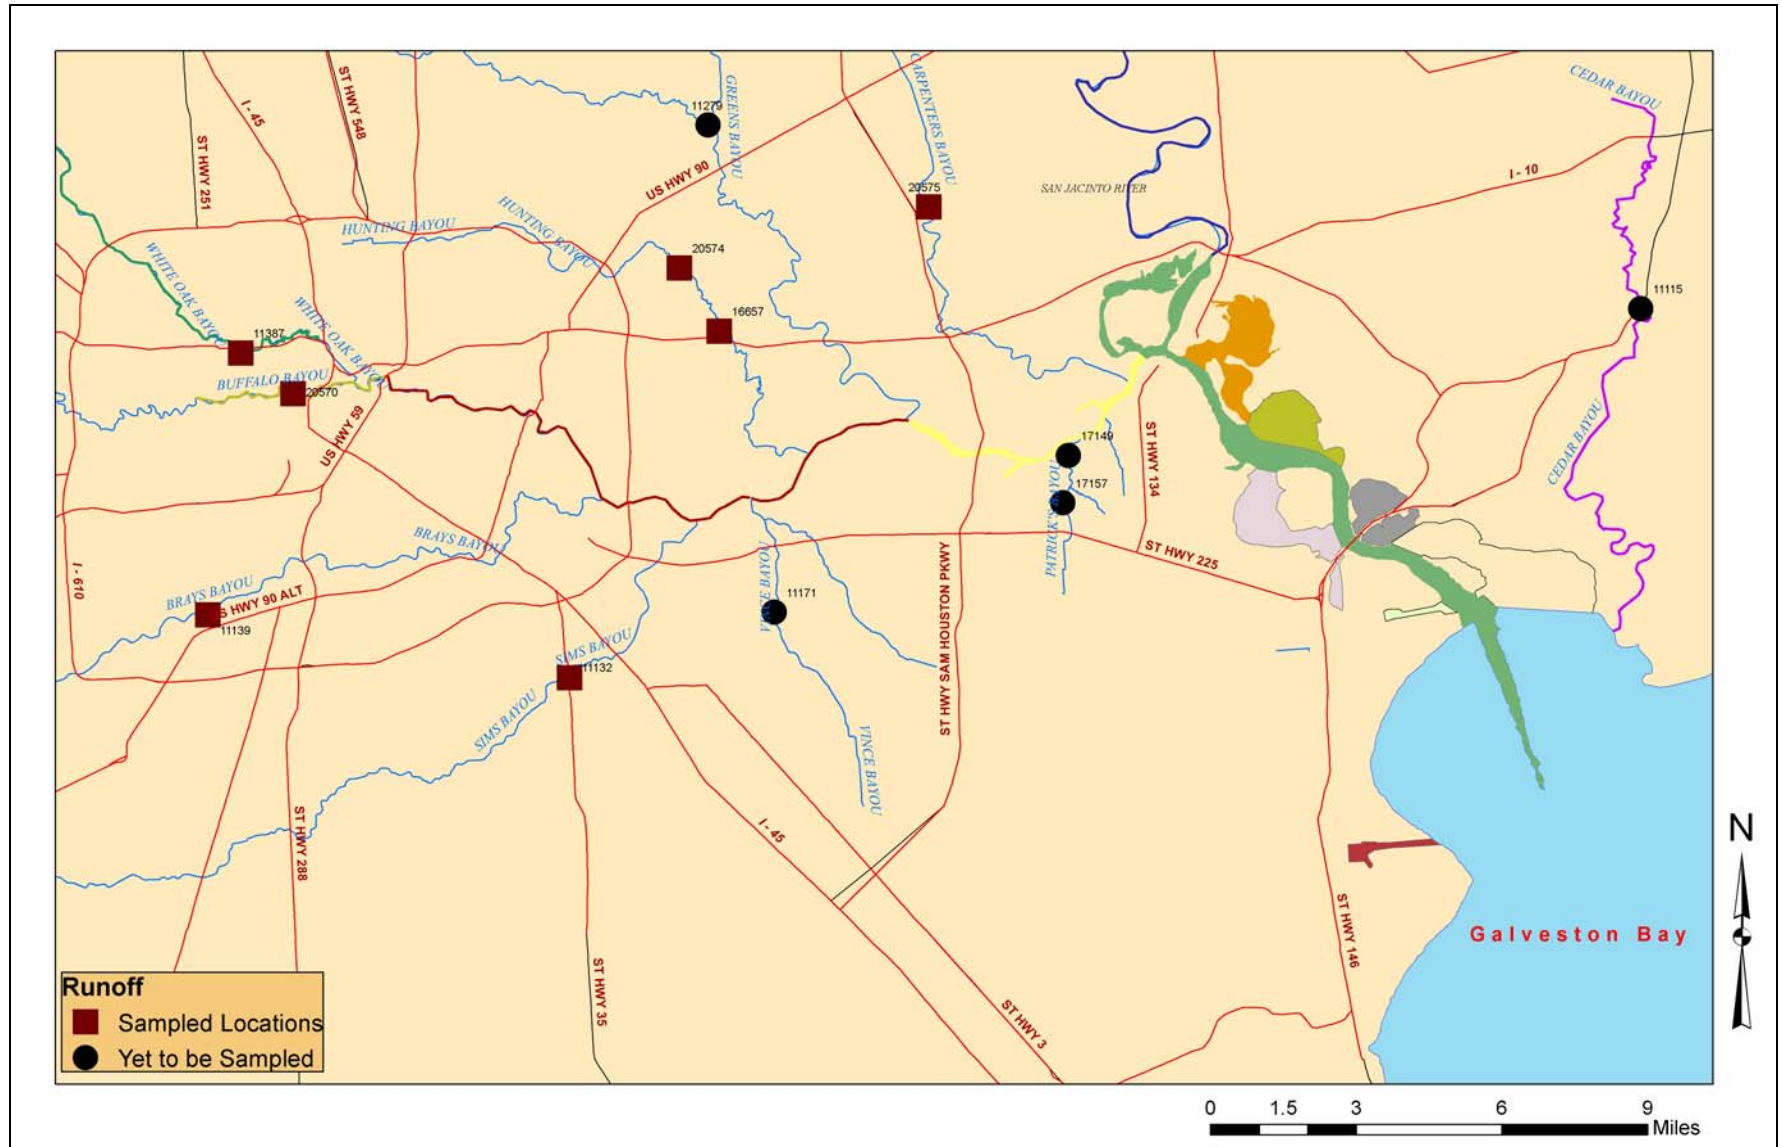 CEDAR BAYOU
ST HWY 548
I - 45
GREENS BAYOU
CARPENTERS BAYOU
11279
ST HWY 251
US HWY 90
I - 10
20575
SAN JACINTO RIVER
HUNTING BAYOU
HUNTING BAYOU
20574
WHITE OAK BAYOU
11115
WHITE OAK BAYOU
16657
11387
BUFFALO BAYOU
20570
US HWY 59
CEDAR BAYOU
17149
ST HWY 134
17157
PATRICK'S BAYOU
BRAYS BAYOU
ST HWY 225
I - 610
BRAYS BAYOU
S HWY 90 ALT
11139
VINCE BAYOU
11171
ST HWY SAM HOUSTON PKWY
SIMS BAYOU
11132
SIMS BAYOU
VINCE BAYOU
ST HWY 288
I - 45
N
ST HWY 146
Galveston Bay
ST HWY 35
ST HWY 3
Runoff
Sampled Locations
Yet to be Sampled
0 1.5 3 6 9
Miles